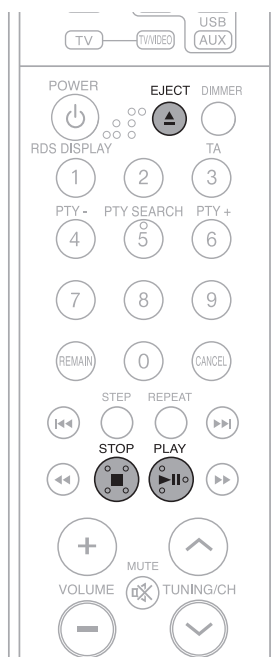 USB
TV TV/VIDEO AUX
POWER EJECT DIMMER
RDS DISPLAY TA
1 2 3
PTY - PTY SEARCH PTY +
4 5 6
7 8 9
REMAIN 0 CANCEL
STEP REPEAT
STOP PLAY
MUTE
VOLUME TUNING/CH